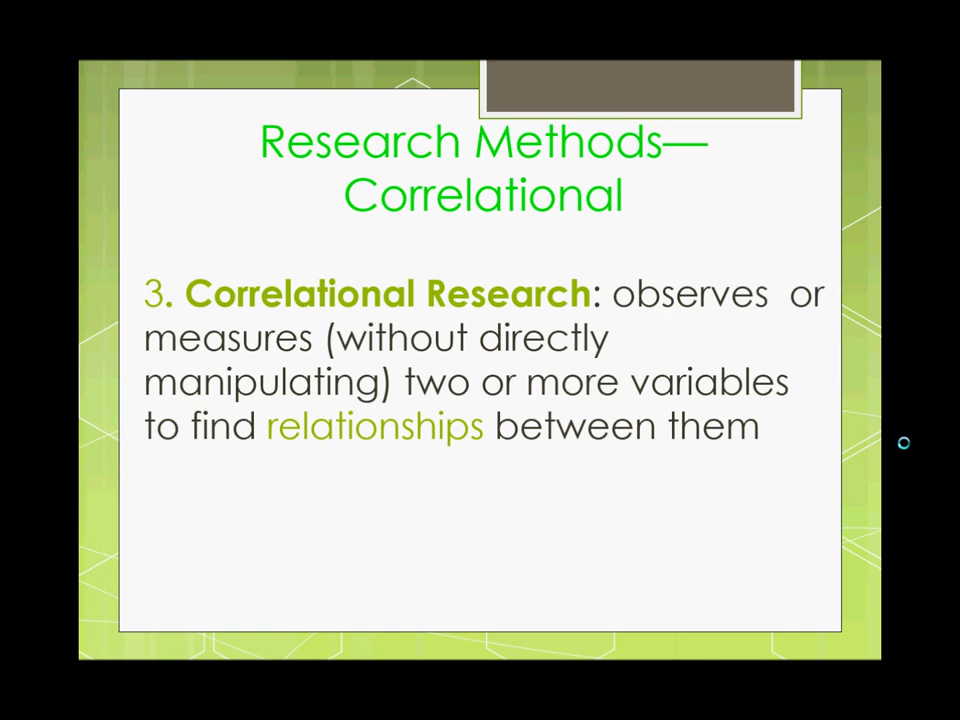 Research Methods—
Correlational
3. Correlational Research: observes  or
measures (without directly
manipulating) two or more variables
to find relationships between them